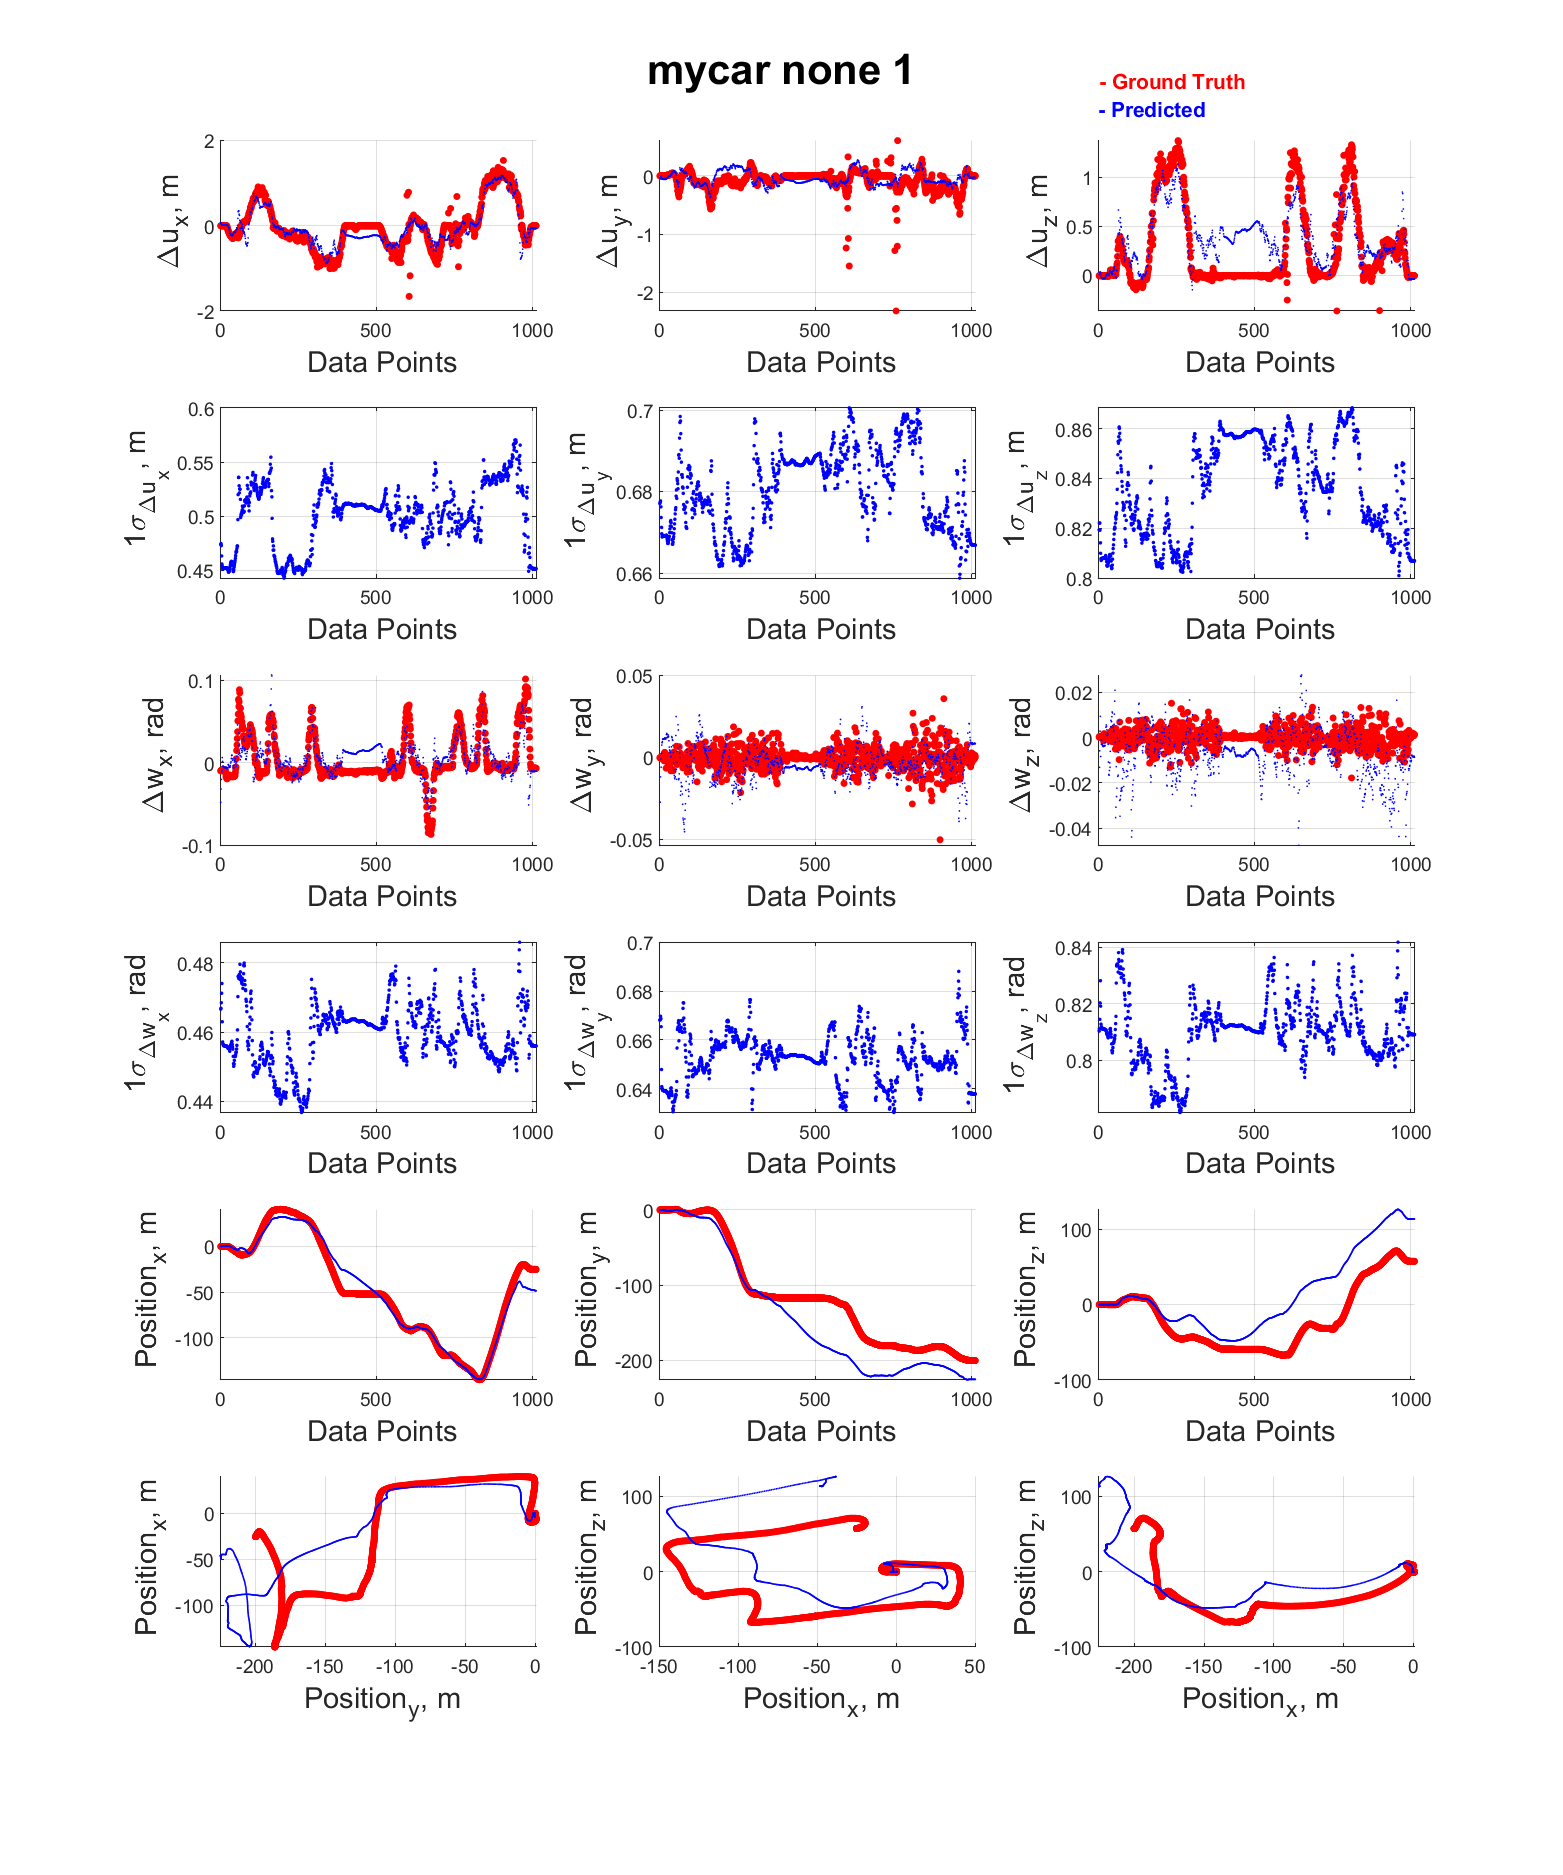 mycar none 1
- Ground Truth
- Predicted
Δu_x, m
2
0
-2
0 500 1000
Data Points
Δu_y, m
0
-1
-2
0 500 1000
Data Points
Δu_z, m
1
0.5
0
0 500 1000
Data Points
1σ_Δu_x, m
0.6
0.55
0.5
0.45
0 500 1000
Data Points
1σ_Δu_y, m
0.7
0.68
0.66
0 500 1000
Data Points
1σ_Δu_z, m
0.86
0.84
0.82
0.8
0 500 1000
Data Points
Δw_x, rad
0.1
0
-0.1
0 500 1000
Data Points
Δw_y, rad
0.05
0
-0.05
0 500 1000
Data Points
Δw_z, rad
0.02
0
-0.02
-0.04
0 500 1000
Data Points
1σ_Δw_x, rad
0.48
0.46
0.44
0 500 1000
Data Points
1σ_Δw_y, rad
0.7
0.68
0.66
0.64
0 500 1000
Data Points
1σ_Δw_z, rad
0.84
0.82
0.8
0 500 1000
Data Points
Position_x, m
0
-50
-100
0 500 1000
Data Points
Position_y, m
0
-100
-200
0 500 1000
Data Points
Position_z, m
100
0
-100
0 500 1000
Data Points
Position_x, m
0
-50
-100
-200 -150 -100 -50 0
Position_y, m
Position_z, m
100
0
-100
-150 -100 -50 0 50
Position_x, m
Position_z, m
100
0
-100
-200 -150 -100 -50 0
Position_x, m